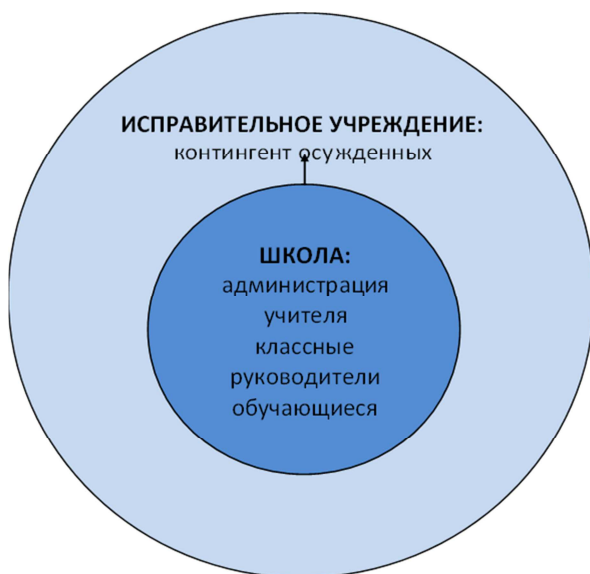 ИСПРАВИТЕЛЬНОЕ УЧРЕЖДЕНИЕ:
контингент осужденных
ШКОЛА:
администрация
учителя
классные
руководители
обучающиеся